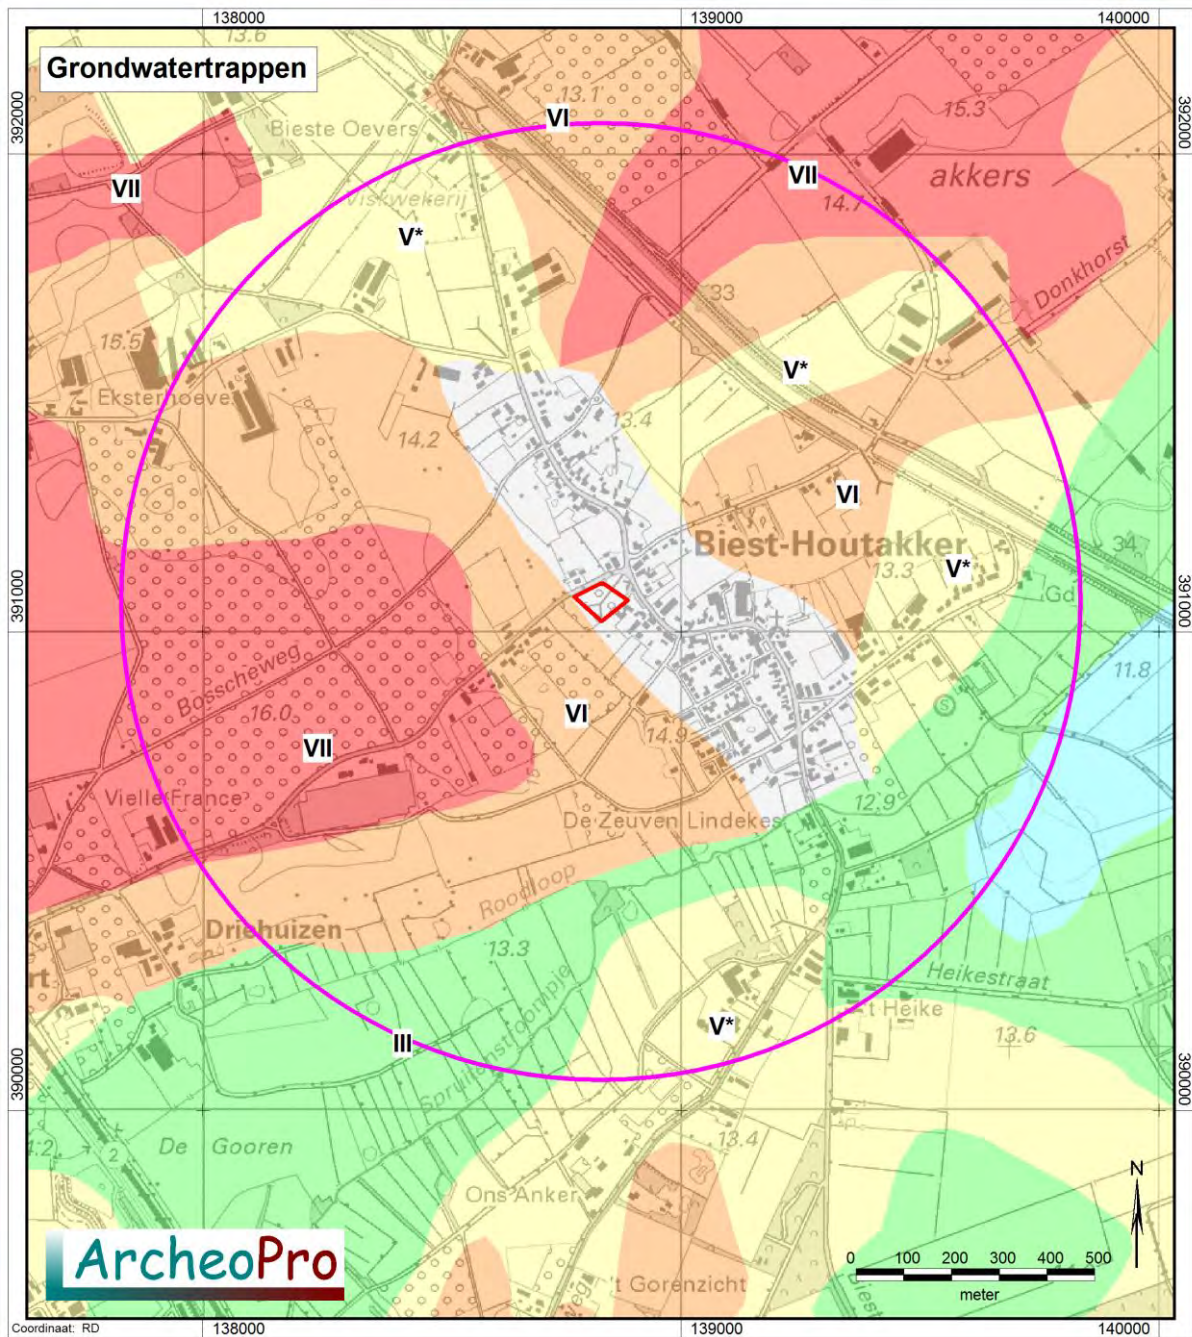 138000
139000
140000
13.6
Grondwatertrappen
13.1
15.3
392000
392000
Bieste Oevers
VI
VII
VII
akkers
Viskwekerij
14.7
V*
Donkhorst
33
15.5
V*
Eksterhoeve
13.4
14.2
VI
Biest-Houtakker
34
13.3
V*
Gd
391000
391000
Bosscheweg
11.8
16.0
VI
S
VII
14.9
Vielle France
12.9
De Zeuven Lindekes
Roodloop
Driehuizen
13.3
rt
Heikestraat
Spruitenstroompje
V*
't Heike
III
13.6
390000
390000
13.4
De Gooren
2
N
Ons Anker
ArcheoPro
0 100 200 300 400 500
't Gorenzicht
meter
Biest
Coordinaat: RD
138000
139000
140000